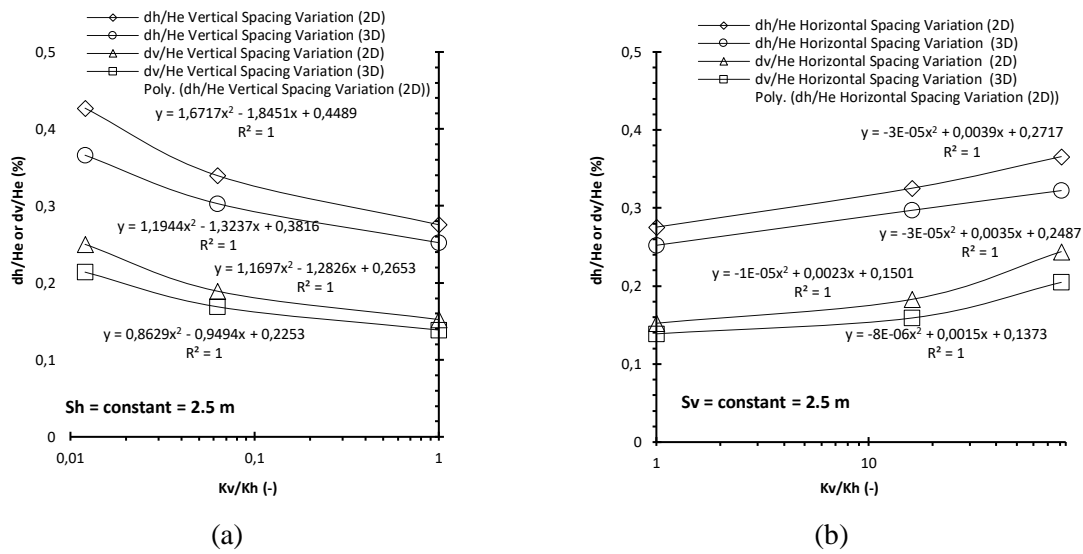 dh/He Vertical Spacing Variation (2D)
dh/He Vertical Spacing Variation (3D)
dv/He Vertical Spacing Variation (2D)
dv/He Vertical Spacing Variation (3D)
Poly. (dh/He Vertical Spacing Variation (2D))
y = 1,6717x² - 1,8451x + 0,4489
R² = 1
y = 1,1944x² - 1,3237x + 0,3816
R² = 1
y = 1,1697x² - 1,2826x + 0,2653
R² = 1
y = 0,8629x² - 0,9494x + 0,2253
R² = 1
Sh = constant = 2.5 m
0,5
0,4
0,3
0,2
0,1
0
dh/He or dv/He (%)
0,01
0,1
1
Kv/Kh (-)
(a)
dh/He Horizontal Spacing Variation (2D)
dh/He Horizontal Spacing Variation (3D)
dv/He Horizontal Spacing Variation (2D)
dv/He Horizontal Spacing Variation (3D)
Poly. (dh/He Horizontal Spacing Variation (2D))
y = -3E-05x² + 0,0039x + 0,2717
R² = 1
y = -3E-05x² + 0,0035x + 0,2487
R² = 1
y = -1E-05x² + 0,0023x + 0,1501
R² = 1
y = -8E-06x² + 0,0015x + 0,1373
R² = 1
Sv = constant = 2.5 m
0,5
0,4
0,3
0,2
0,1
0
dh/He or dv/He (%)
1
10
Kv/Kh (-)
(b)